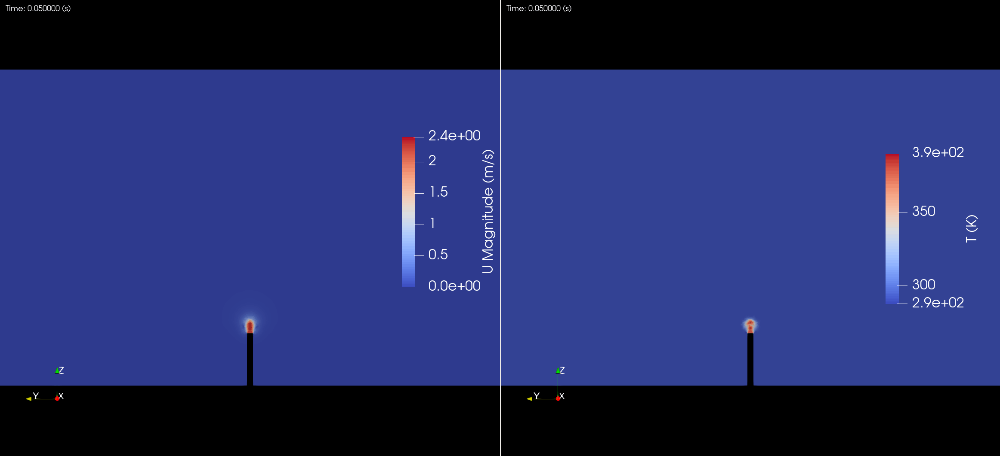 Time: 0.050000 (s)
2.4e+00
2
1.5
1
0.5
0.0e+00
U Magnitude (m/s)
Z
Y
X
Time: 0.050000 (s)
3.9e+02
350
300
2.9e+02
T (K)
Z
Y
X